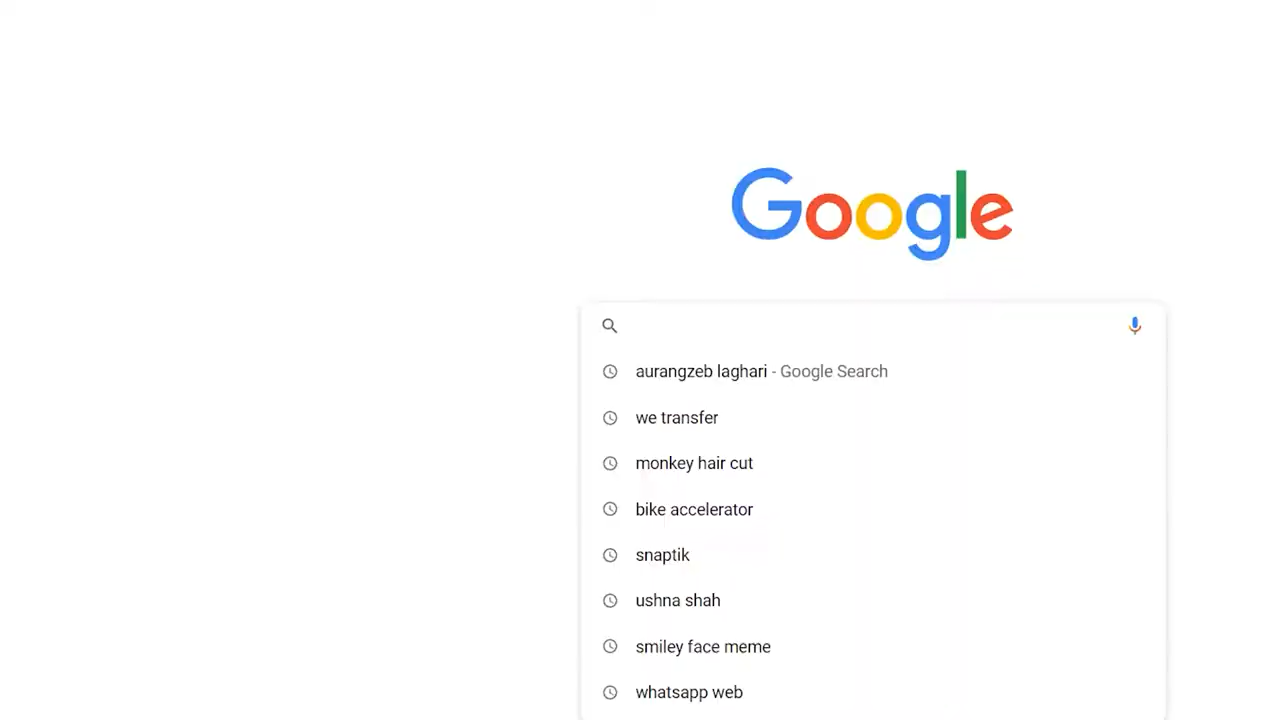 Google
aurangzeb laghari - Google Search
we transfer
monkey hair cut
bike accelerator
snaptik
ushna shah
smiley face meme
whatsapp web